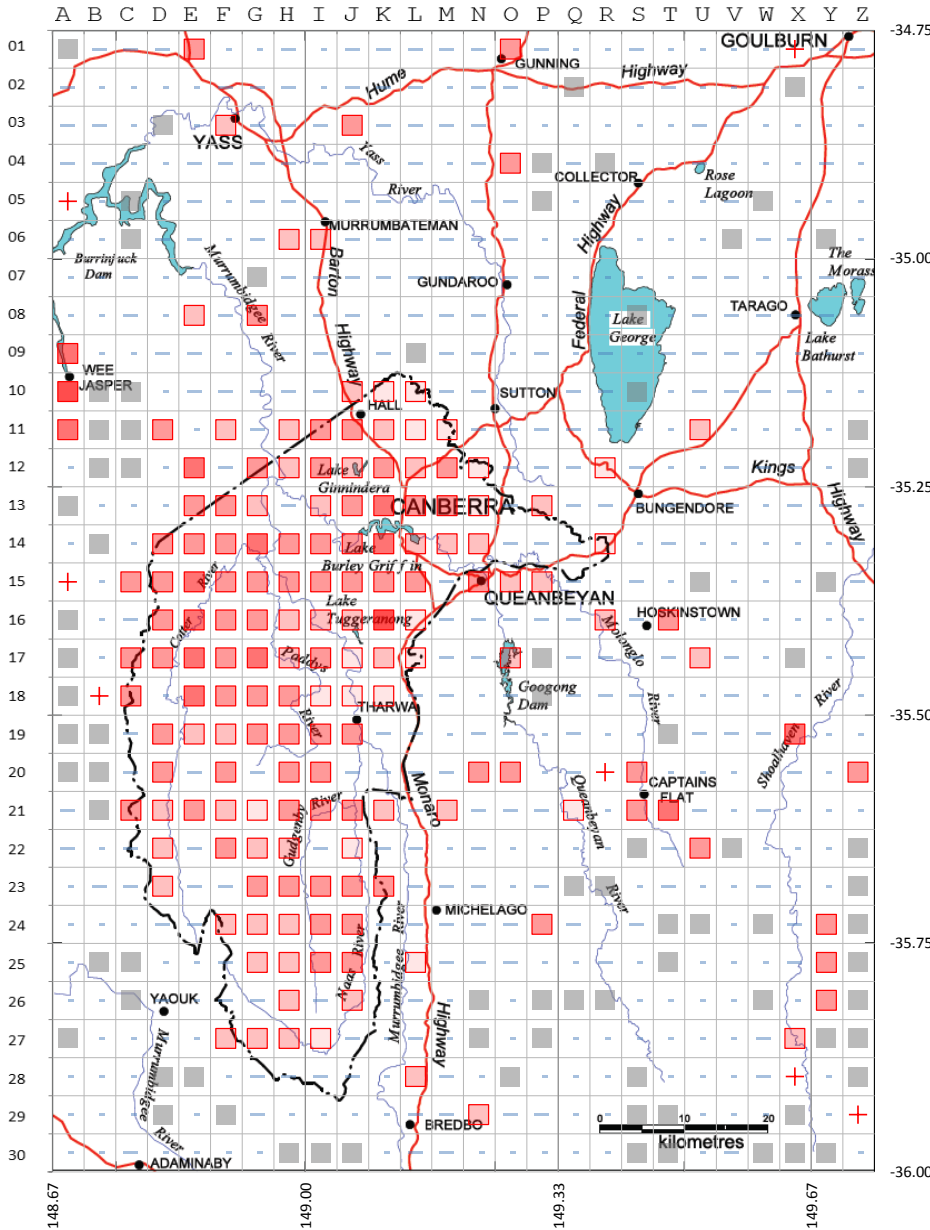 A B C D E F G H I J K L M N O P Q R S T U V W X Y Z
01
GOULBURN
-34.75
GUNNING
Hume
Highway
02
03
YASS
Yass
04
COLLECTOR
Rose
Lagoon
River
05
MURRUMBATEMAN
Highway
06
Burrinjuck
Dam
Murrumbidgee
River
Barton
Highway
The
Morass
-35.00
07
GUNDAROO
Federal
08
Lake
George
TARAGO
Lake
Bathurst
09
WEE
JASPER
10
HALL
SUTTON
11
12
Lake
Ginnindera
Kings
Highway
-35.25
13
CANBERRA
BUNGENDORE
14
Lake
Burley Griffin
15
River
Cotter
QUEANBEYAN
16
Lake
Tuggeranong
HOSKINSTOWN
Molonglo
River
17
Paddys
River
Googong
Dam
18
THARWA
River
Shoalhaven
-35.50
19
20
Monaro
Queanbeyan
River
CAPTAINS
FLAT
21
River
Gudgenby
22
23
24
MICHELAGO
River
Naas
River
Murrumbidgee
-35.75
25
26
YAOUK
Highway
27
Murrumbidgee
River
28
29
BREDBO
0 10 20
kilometres
30
ADAMINABY
-36.00
148.67
149.00
149.33
149.67